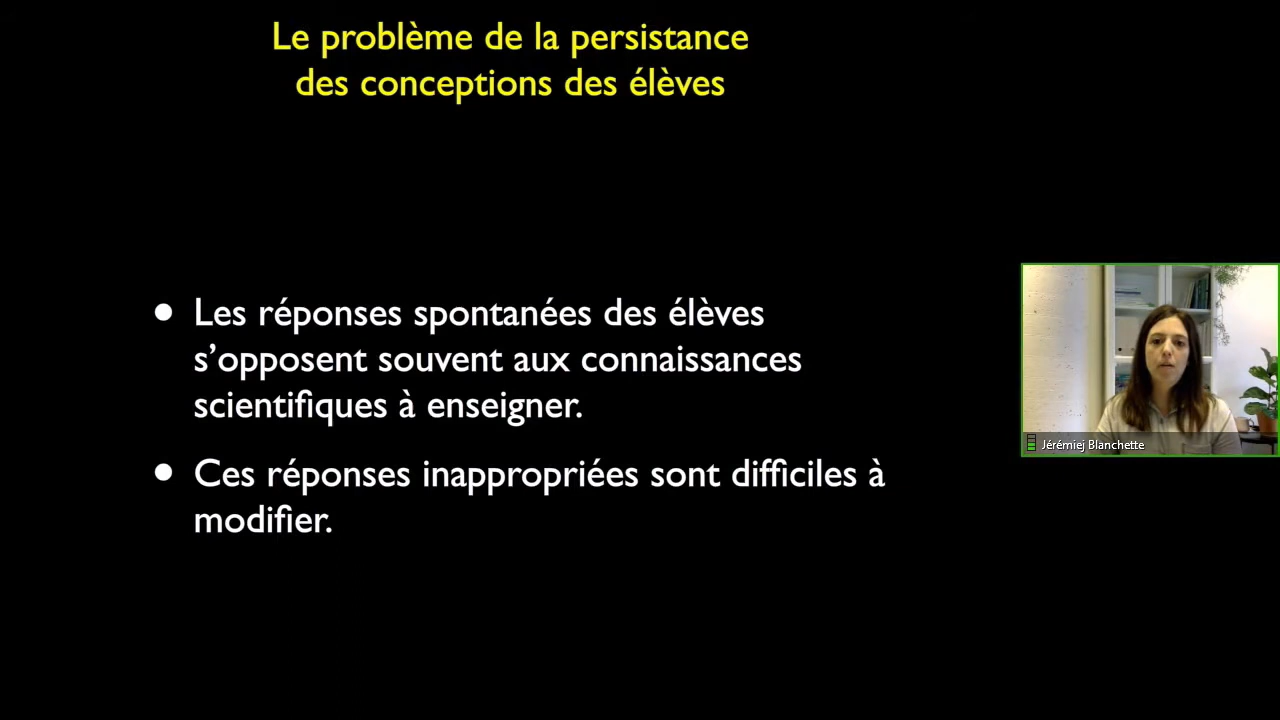 Le problème de la persistance
des conceptions des élèves
• Les réponses spontanées des élèves
s’opposent souvent aux connaissances
scientifiques à enseigner.
• Ces réponses inappropriées sont difficiles à
modifier.
Jérémiej Blanchette